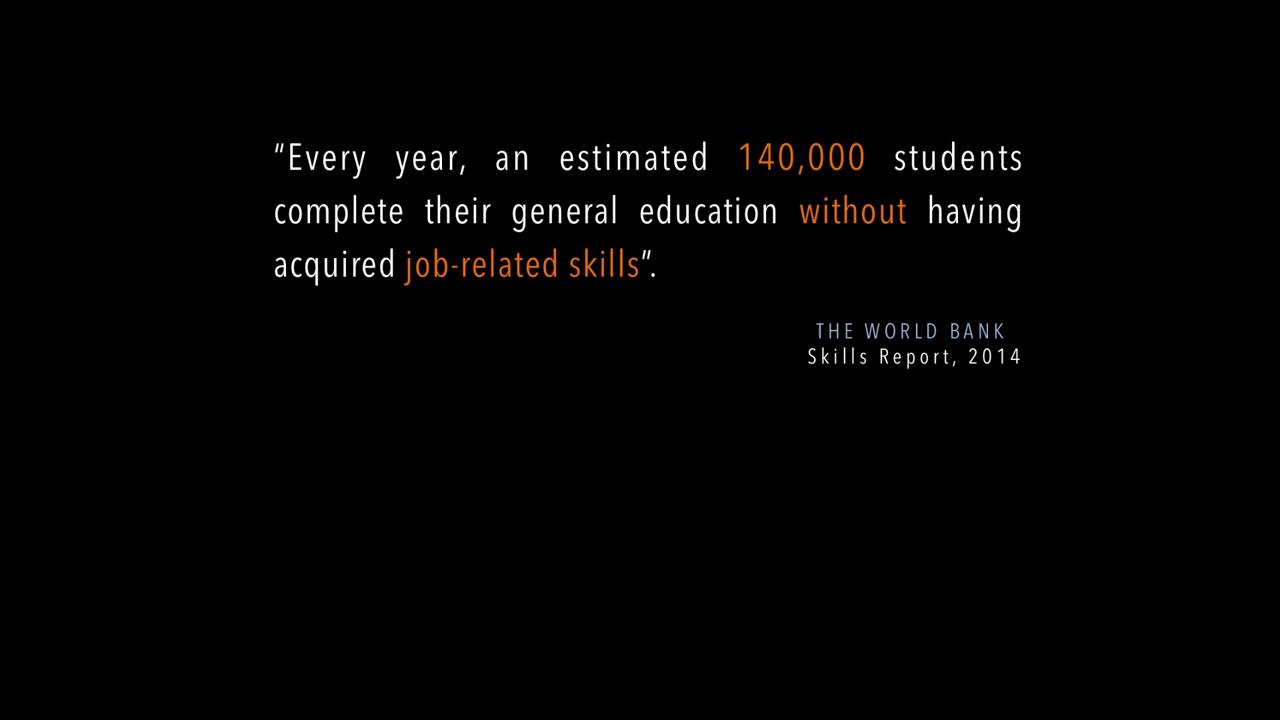 “Every year, an estimated 140,000 students
complete their general education without having
acquired job-related skills”.
THE WORLD BANK
Skills Report, 2014